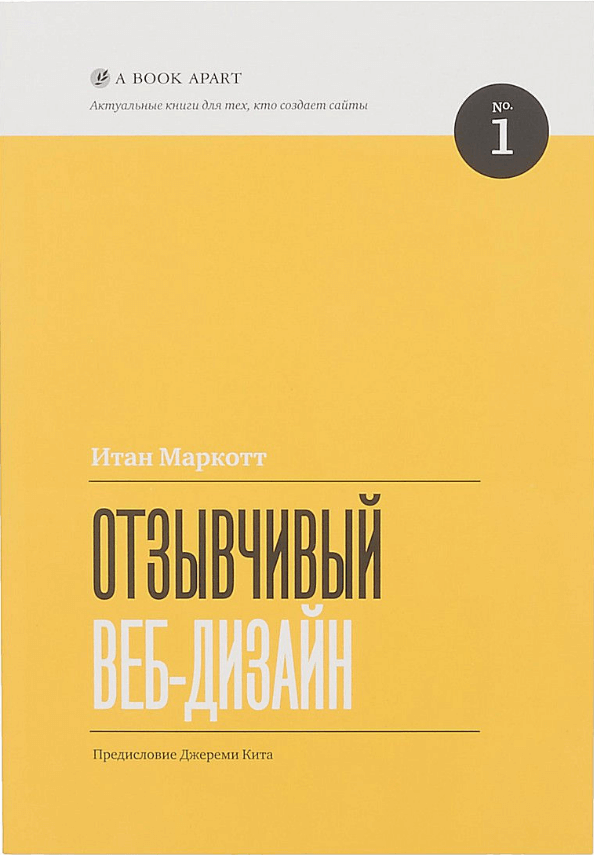 A BOOK APART
Актуальные книги для тех, кто создает сайты
No.
1
Итан Маркотт
ОТЗЫВЧИВЫЙ
ВЕБ-ДИЗАЙН
Предисловие Джереми Кита